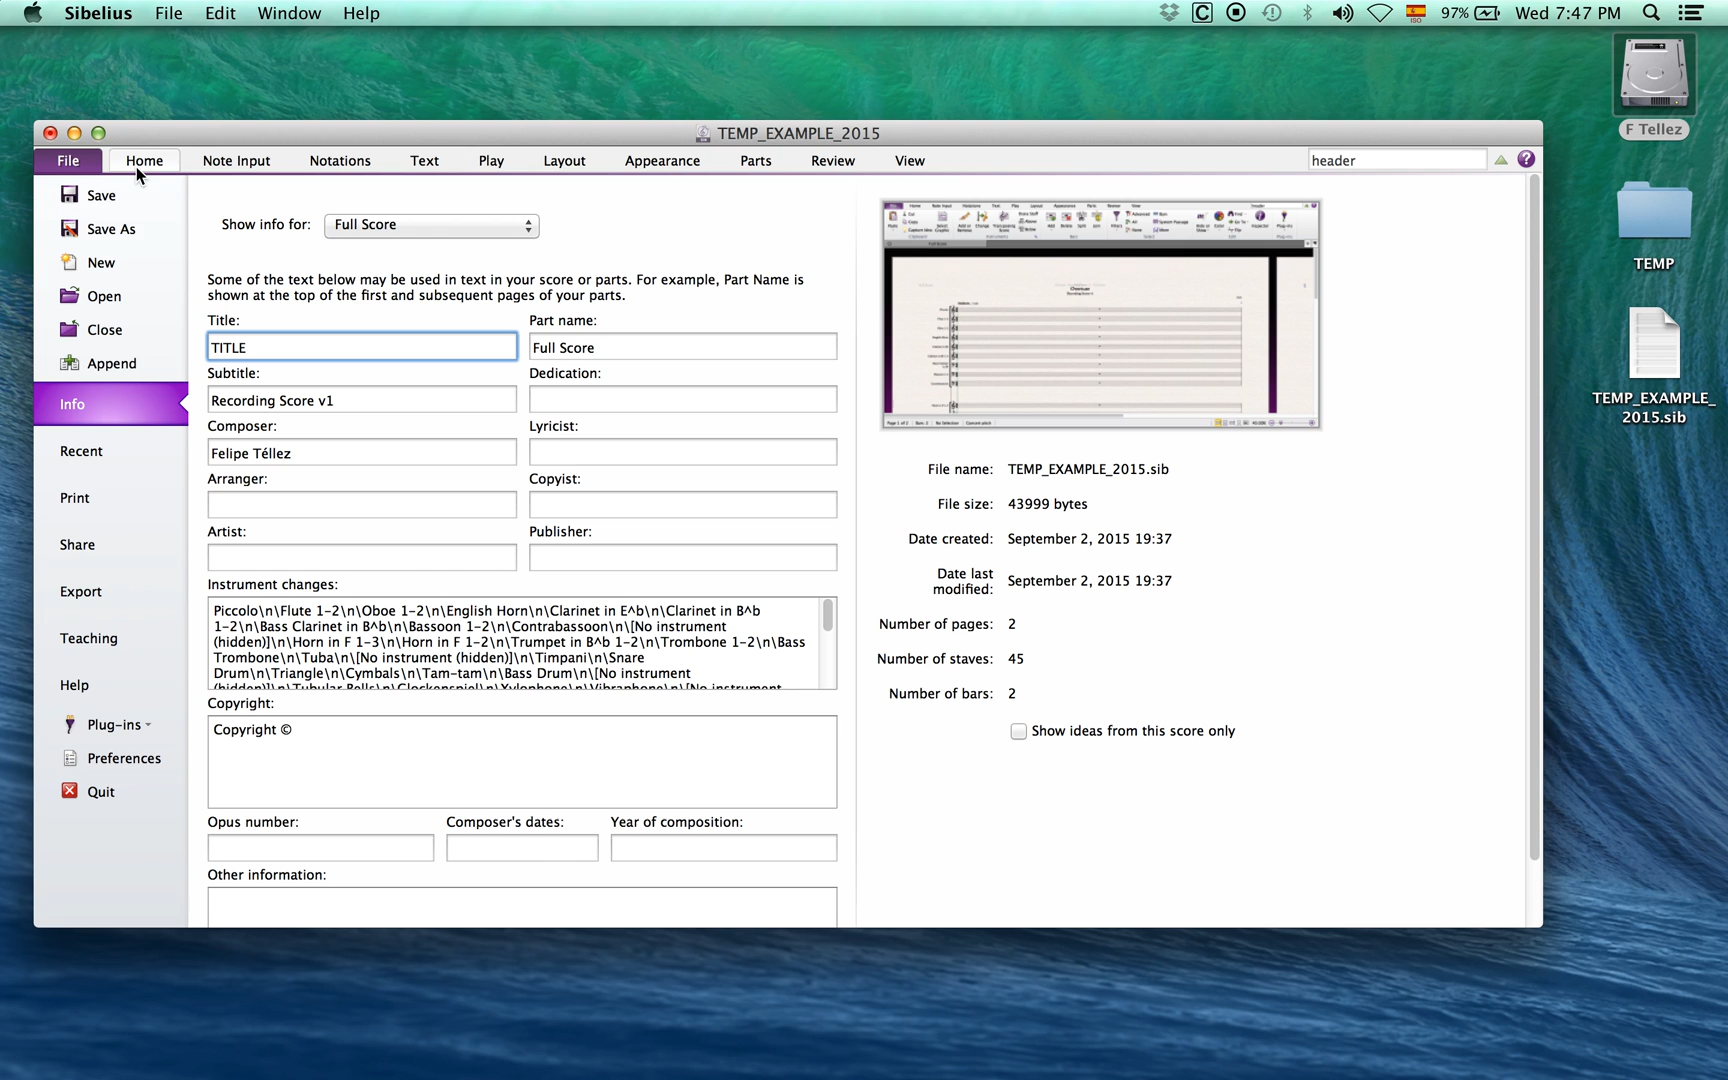 Sibelius File Edit Window Help
97% Wed 7:47 PM
F Tellez
TEMP
TEMP_EXAMPLE_
2015.sib
TEMP_EXAMPLE_2015
File Home Note Input Notations Text Play Layout Appearance Parts Review View
header
Save
Save As
New
Open
Close
Append
Info
Recent
Print
Share
Export
Teaching
Help
Plug-ins
Preferences
Quit
Show info for: Full Score
Some of the text below may be used in text in your score or parts. For example, Part Name is
shown at the top of the first and subsequent pages of your parts.
Title: Part name:
TITLE Full Score
Subtitle: Dedication:
Recording Score v1
Composer: Lyricist:
Felipe Téllez
Arranger: Copyist:
Artist: Publisher:
Instrument changes:
Piccolo\n\Flute 1-2\n\Oboe 1-2\n\English Horn\n\Clarinet in E^b\n\Clarinet in B^b
1-2\n\Bass Clarinet in B^b\n\Bassoon 1-2\n\Contrabassoon\n\[No instrument
(hidden)]\n\Horn in F 1-3\n\Horn in F 1-2\n\Trumpet in B^b 1-2\n\Trombone 1-2\n\Bass
Trombone\n\Tuba\n\[No instrument (hidden)]\n\Timpani\n\Snare
Drum\n\Triangle\n\Cymbals\n\Tam-tam\n\Bass Drum\n\[No instrument
(hidden)]\n\Tubular Bells\n\Glockenspiel\n\Xylophone\n\Vibraphone\n\[No instrument
Copyright:
Copyright ©
Opus number: Composer's dates: Year of composition:
Other information:
File name: TEMP_EXAMPLE_2015.sib
File size: 43999 bytes
Date created: September 2, 2015 19:37
Date last
modified: September 2, 2015 19:37
Number of pages: 2
Number of staves: 45
Number of bars: 2
Show ideas from this score only